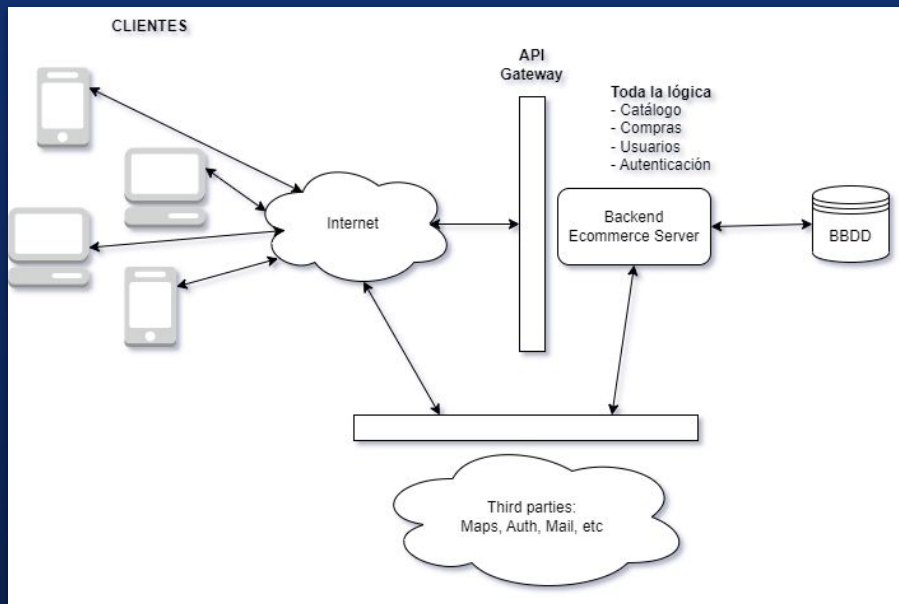 CLIENTES
API
Gateway
Toda la lógica
- Catálogo
- Compras
- Usuarios
- Autenticación
Internet
Backend
Ecommerce Server
BBDD
Third parties:
Maps, Auth, Mail, etc